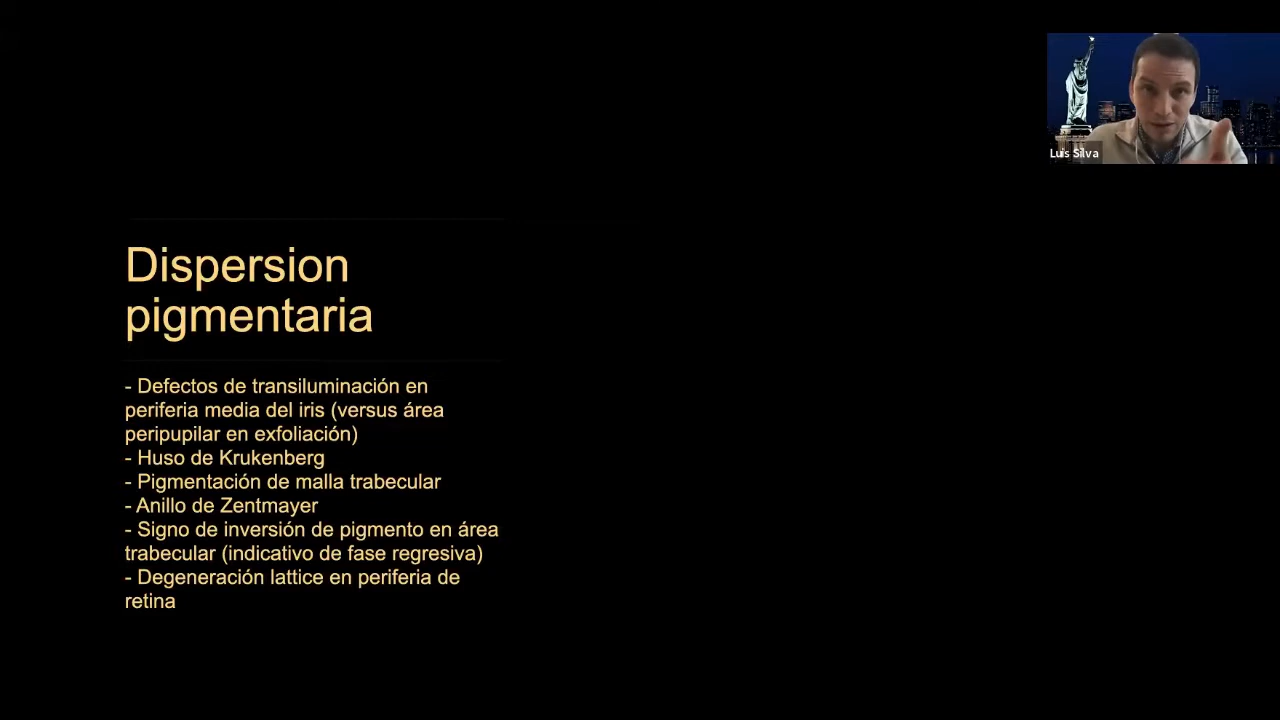 Luis Silva
Dispersion
pigmentaria
- Defectos de transiluminación en
periferia media del iris (versus área
peripupilar en exfoliación)
- Huso de Krukenberg
- Pigmentación de malla trabecular
- Anillo de Zentmayer
- Signo de inversión de pigmento en área
trabecular (indicativo de fase regresiva)
- Degeneración lattice en periferia de
retina